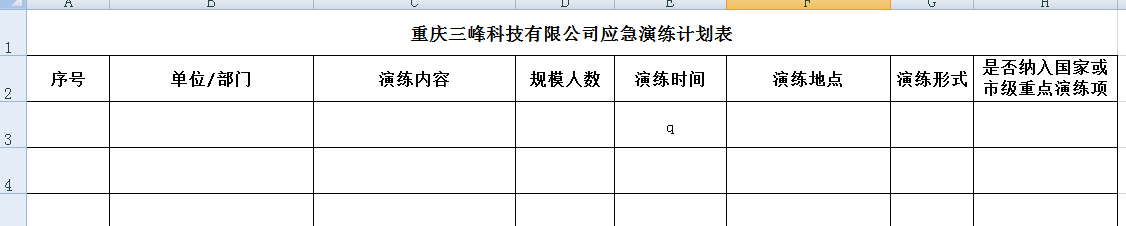 A B C D E F G H
1 重庆三峰科技有限公司应急演练计划表
2 序号 单位/部门 演练内容 规模人数 演练时间 演练地点 演练形式 是否纳入国家或
市级重点演练项
3 q
4